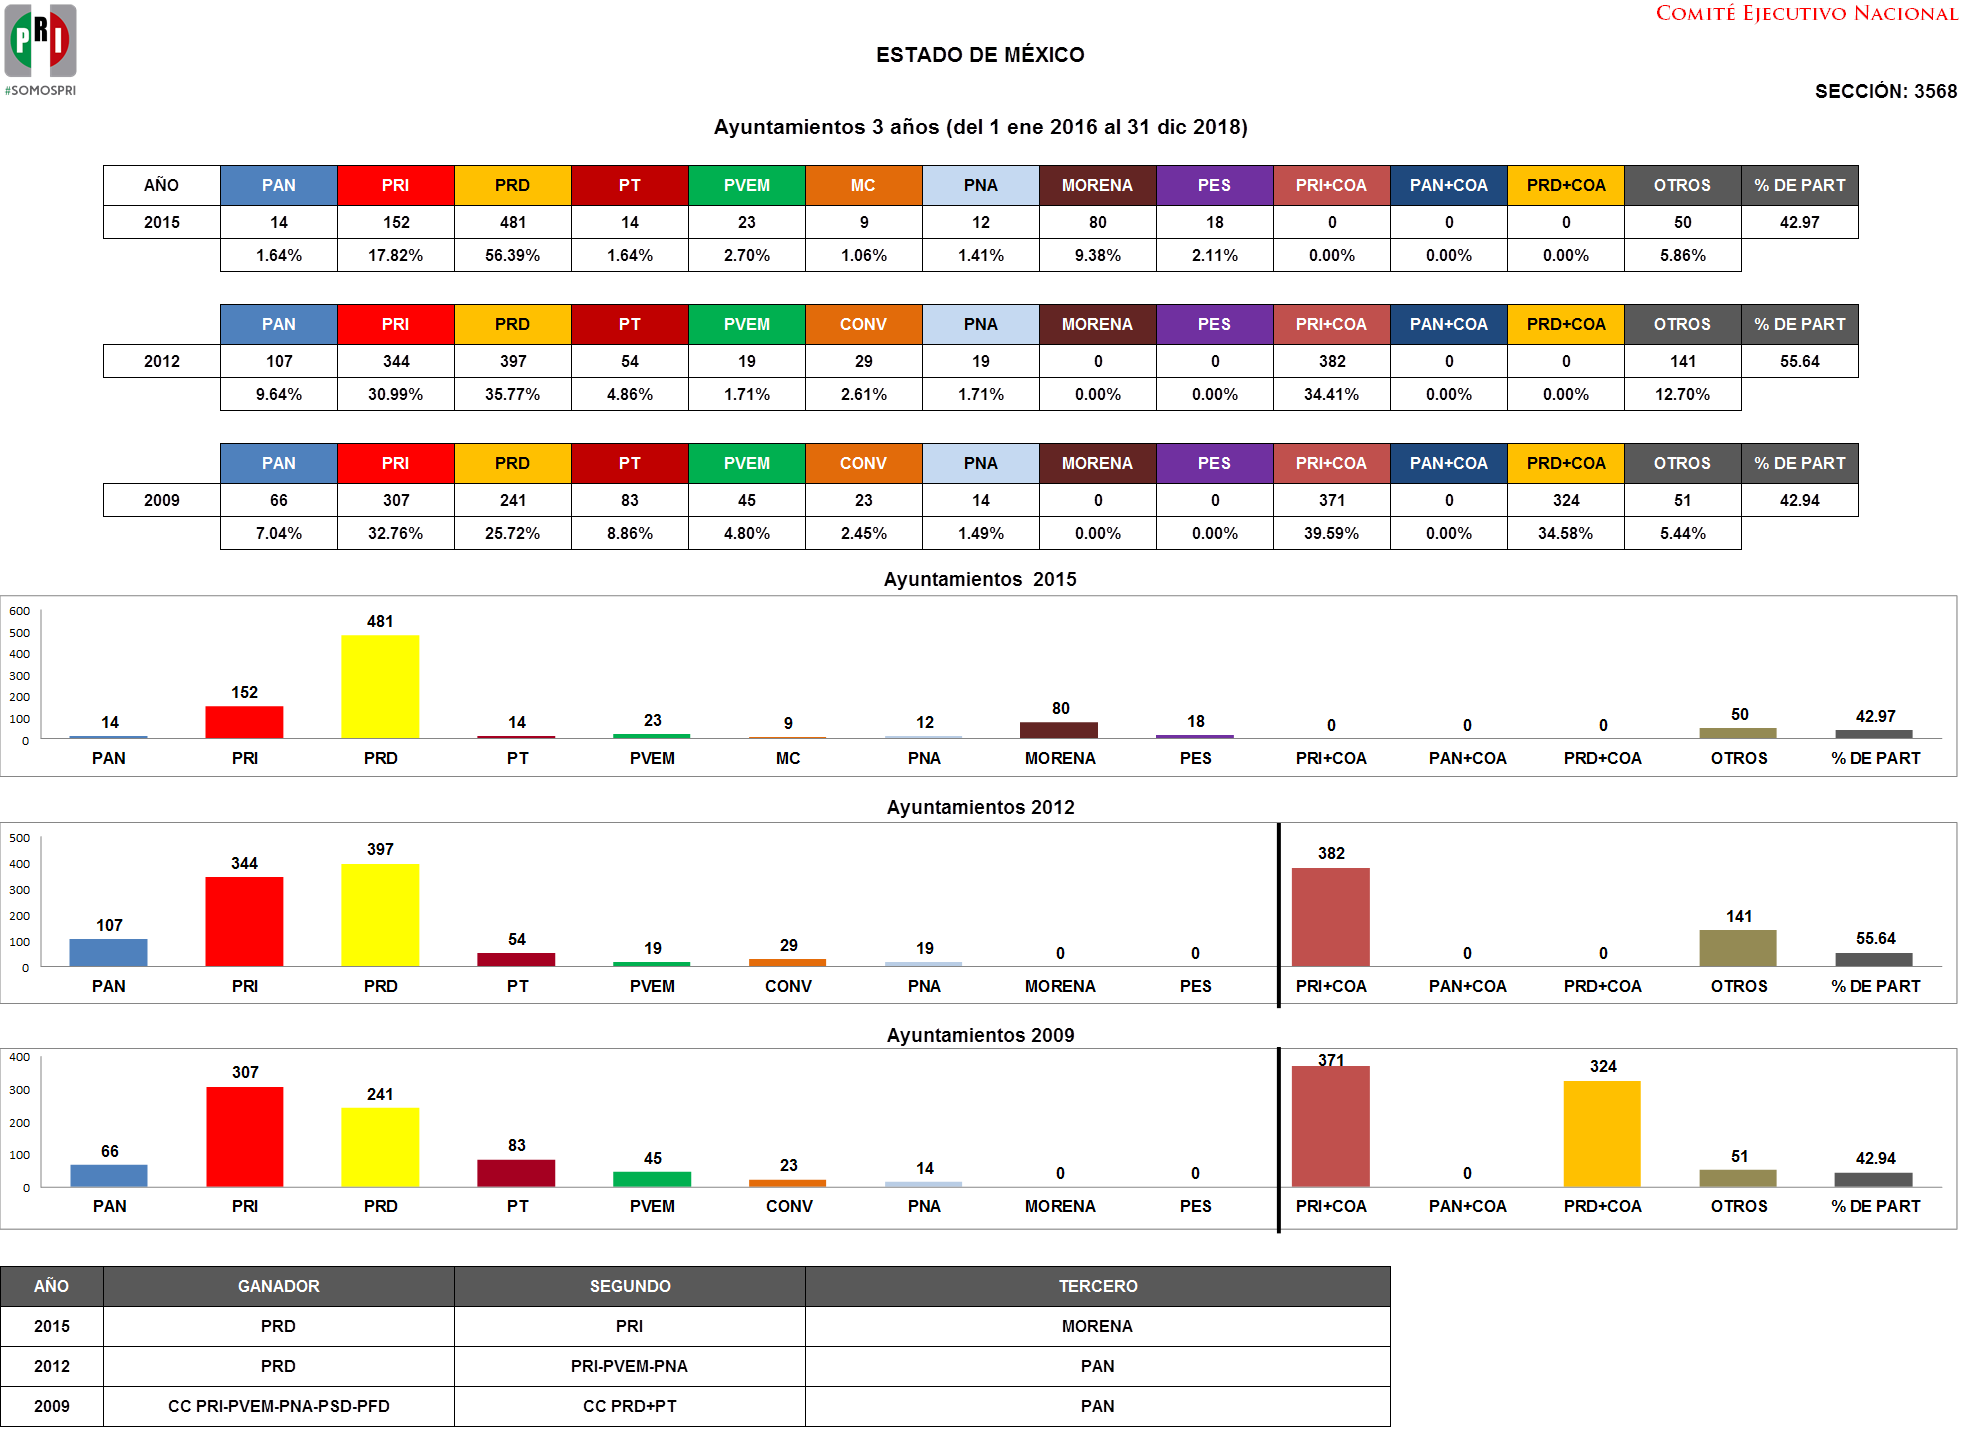 PRI
#SOMOSPRI
COMITÉ EJECUTIVO NACIONAL
ESTADO DE MÉXICO
SECCIÓN: 3568
Ayuntamientos 3 años (del 1 ene 2016 al 31 dic 2018)
AÑO PAN PRI PRD PT PVEM MC PNA MORENA PES PRI+COA PAN+COA PRD+COA OTROS % DE PART
2015 14 152 481 14 23 9 12 80 18 0 0 0 50 42.97
1.64% 17.82% 56.39% 1.64% 2.70% 1.06% 1.41% 9.38% 2.11% 0.00% 0.00% 0.00% 5.86%
PAN PRI PRD PT PVEM CONV PNA MORENA PES PRI+COA PAN+COA PRD+COA OTROS % DE PART
2012 107 344 397 54 19 29 19 0 0 382 0 0 141 55.64
9.64% 30.99% 35.77% 4.86% 1.71% 2.61% 1.71% 0.00% 0.00% 34.41% 0.00% 0.00% 12.70%
PAN PRI PRD PT PVEM CONV PNA MORENA PES PRI+COA PAN+COA PRD+COA OTROS % DE PART
2009 66 307 241 83 45 23 14 0 0 371 0 324 51 42.94
7.04% 32.76% 25.72% 8.86% 4.80% 2.45% 1.49% 0.00% 0.00% 39.59% 0.00% 34.58% 5.44%
Ayuntamientos 2015
600
500
400
300
200
100
0
14 152 481 14 23 9 12 80 18 0 0 0 50 42.97
PAN PRI PRD PT PVEM MC PNA MORENA PES PRI+COA PAN+COA PRD+COA OTROS % DE PART
Ayuntamientos 2012
500
400
300
200
100
0
107 344 397 54 19 29 19 0 0 382 0 0 141 55.64
PAN PRI PRD PT PVEM CONV PNA MORENA PES PRI+COA PAN+COA PRD+COA OTROS % DE PART
Ayuntamientos 2009
400
300
200
100
0
66 307 241 83 45 23 14 0 0 371 0 324 51 42.94
PAN PRI PRD PT PVEM CONV PNA MORENA PES PRI+COA PAN+COA PRD+COA OTROS % DE PART
AÑO GANADOR SEGUNDO TERCERO
2015 PRD PRI MORENA
2012 PRD PRI-PVEM-PNA PAN
2009 CC PRI-PVEM-PNA-PSD-PFD CC PRD+PT PAN